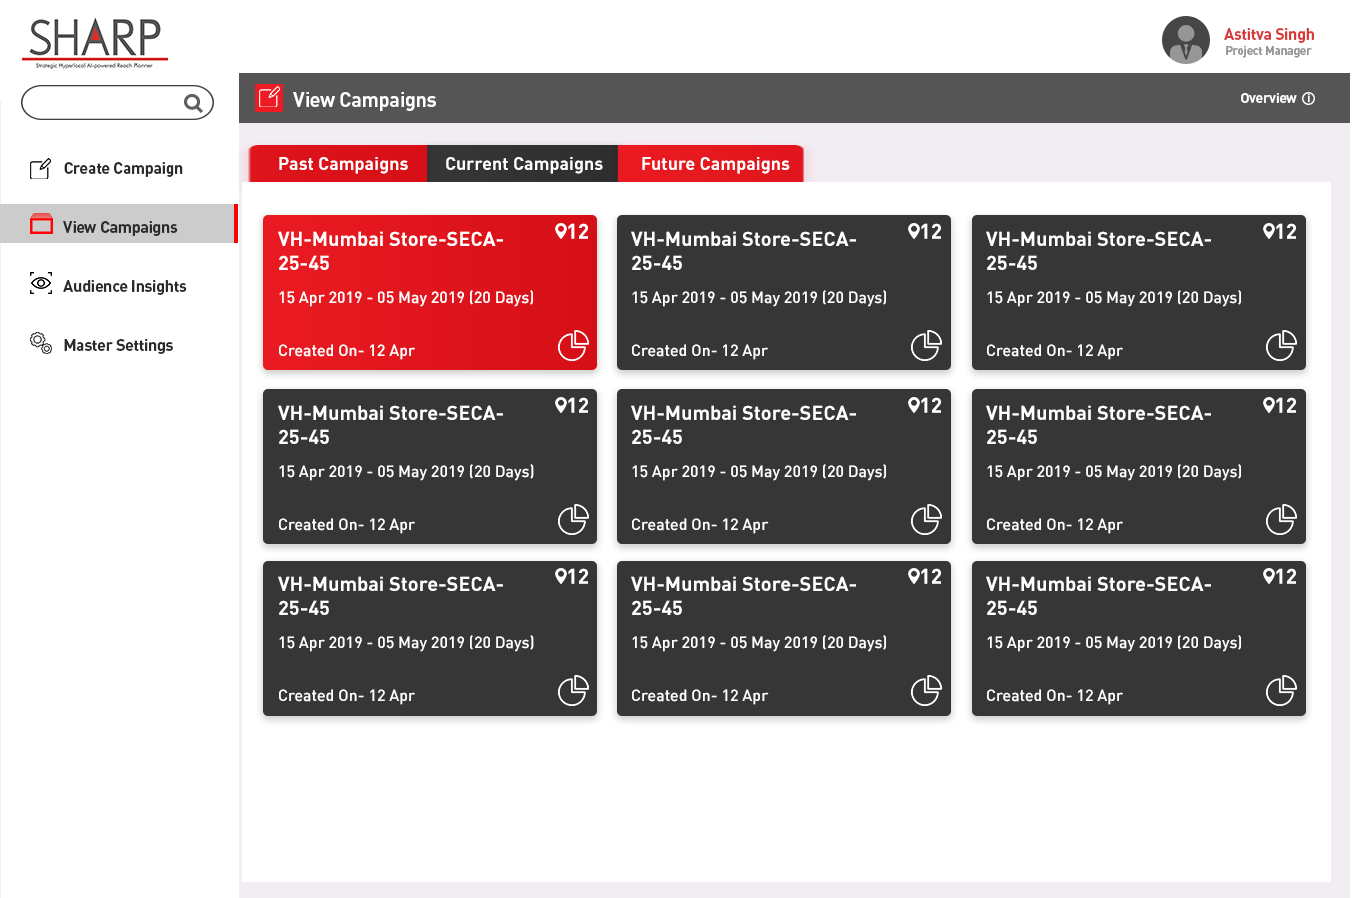 SHARP
Strategic Hyperlocal AI-powered Reach Planner
Astitva Singh
Project Manager
View Campaigns
Overview
Create Campaign
View Campaigns
Audience Insights
Master Settings
Past Campaigns
Current Campaigns
Future Campaigns
VH-Mumbai Store-SECA-
25-45
12
15 Apr 2019 - 05 May 2019 (20 Days)
Created On- 12 Apr
VH-Mumbai Store-SECA-
25-45
12
15 Apr 2019 - 05 May 2019 (20 Days)
Created On- 12 Apr
VH-Mumbai Store-SECA-
25-45
12
15 Apr 2019 - 05 May 2019 (20 Days)
Created On- 12 Apr
VH-Mumbai Store-SECA-
25-45
12
15 Apr 2019 - 05 May 2019 (20 Days)
Created On- 12 Apr
VH-Mumbai Store-SECA-
25-45
12
15 Apr 2019 - 05 May 2019 (20 Days)
Created On- 12 Apr
VH-Mumbai Store-SECA-
25-45
12
15 Apr 2019 - 05 May 2019 (20 Days)
Created On- 12 Apr
VH-Mumbai Store-SECA-
25-45
12
15 Apr 2019 - 05 May 2019 (20 Days)
Created On- 12 Apr
VH-Mumbai Store-SECA-
25-45
12
15 Apr 2019 - 05 May 2019 (20 Days)
Created On- 12 Apr
VH-Mumbai Store-SECA-
25-45
12
15 Apr 2019 - 05 May 2019 (20 Days)
Created On- 12 Apr